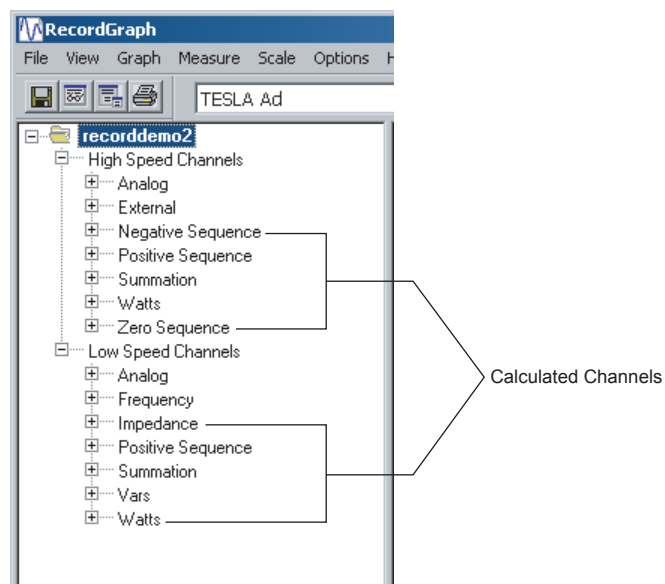 RecordGraph
File View Graph Measure Scale Options H
TESLA Ad
recorddemo2
High Speed Channels
Analog
External
Negative Sequence
Positive Sequence
Summation
Watts
Zero Sequence
Low Speed Channels
Analog
Frequency
Impedance
Positive Sequence
Summation
Vars
Watts
Calculated Channels